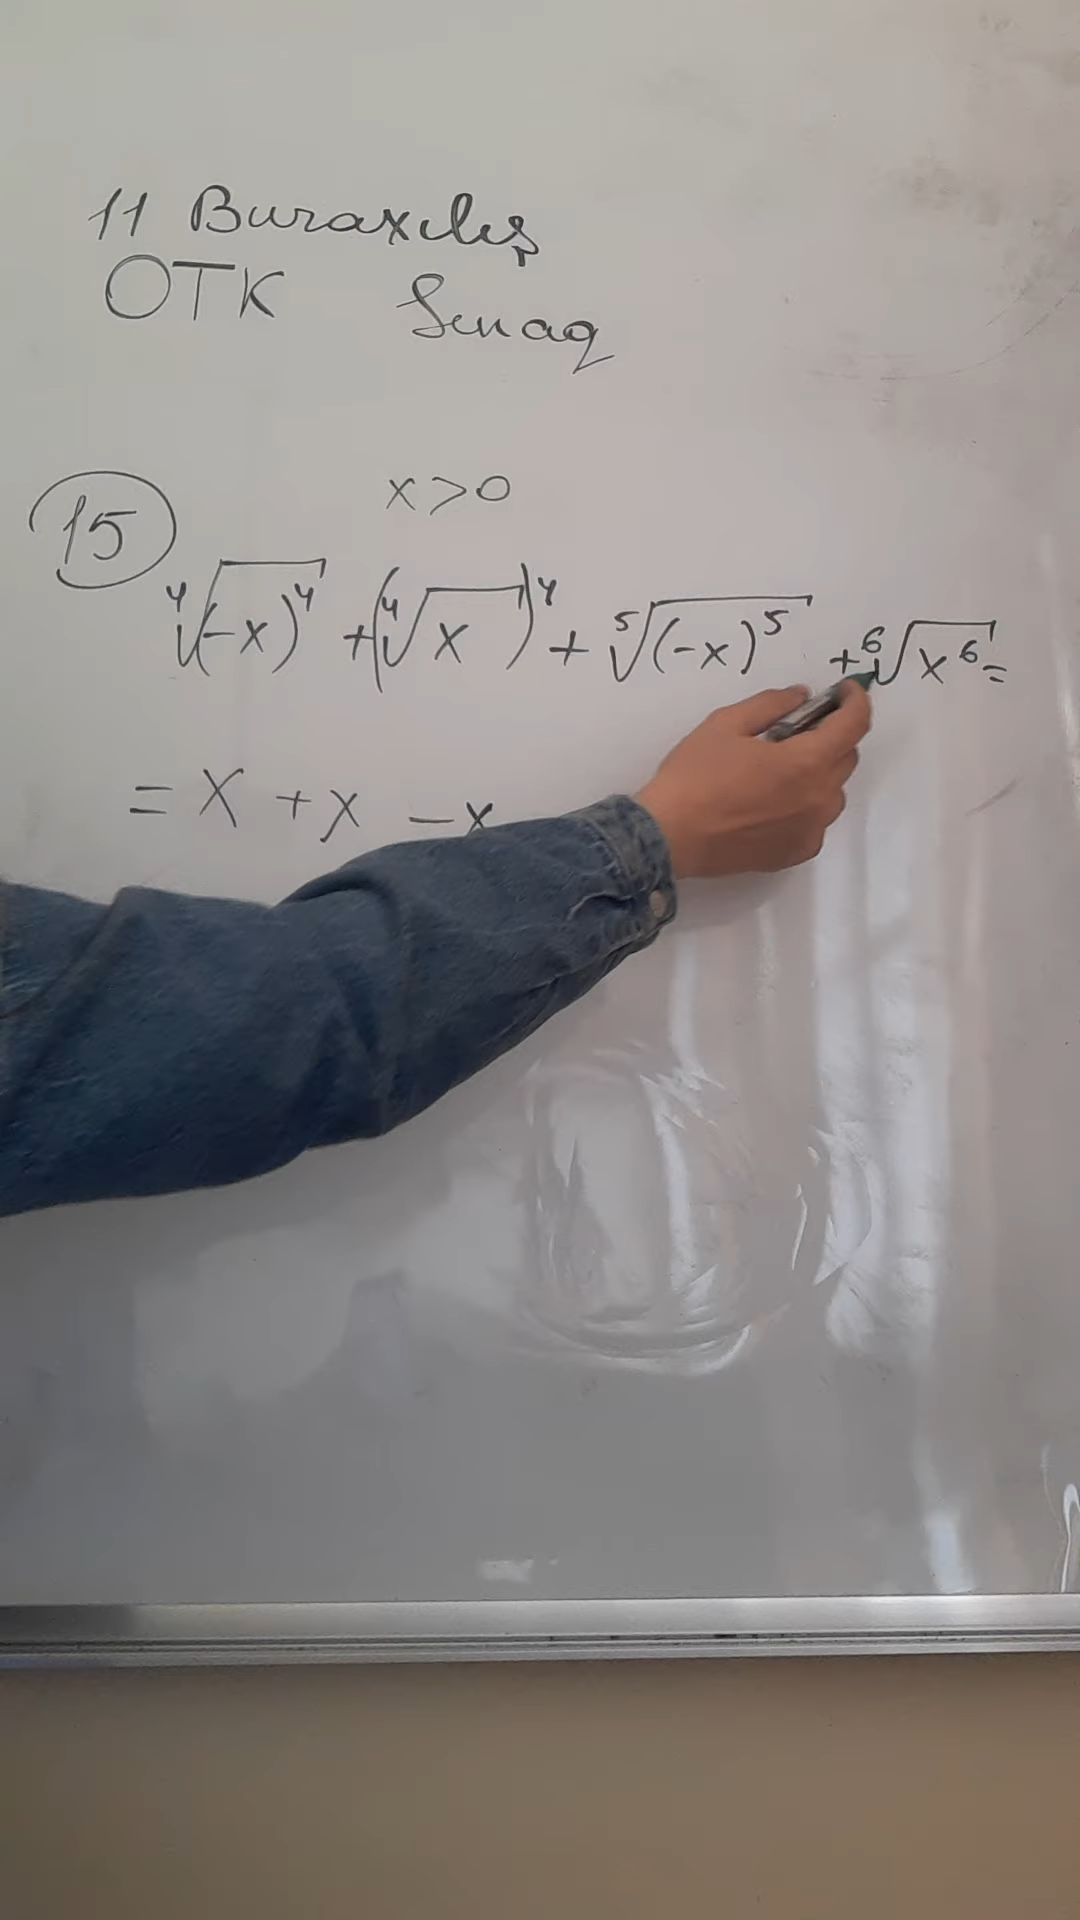 11 Buraxılış
OTK Sınaq
15
x>0
⁴√(-x)⁴ + (⁴√x)⁴ + ⁵√(-x)⁵ + ⁶√x⁶ =
= x + x - x